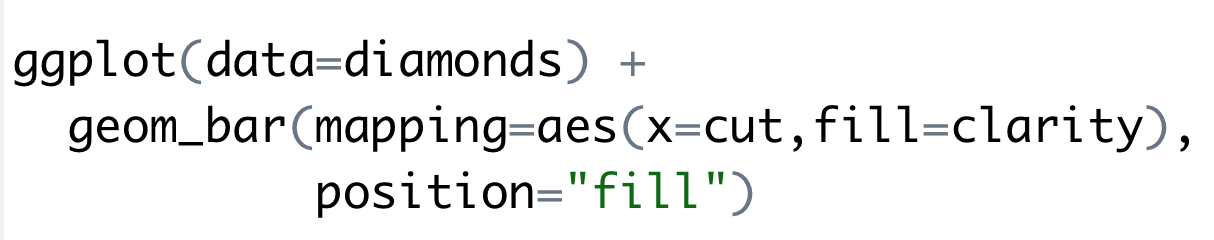 ggplot(data=diamonds) +
  geom_bar(mapping=aes(x=cut,fill=clarity),
           position="fill")